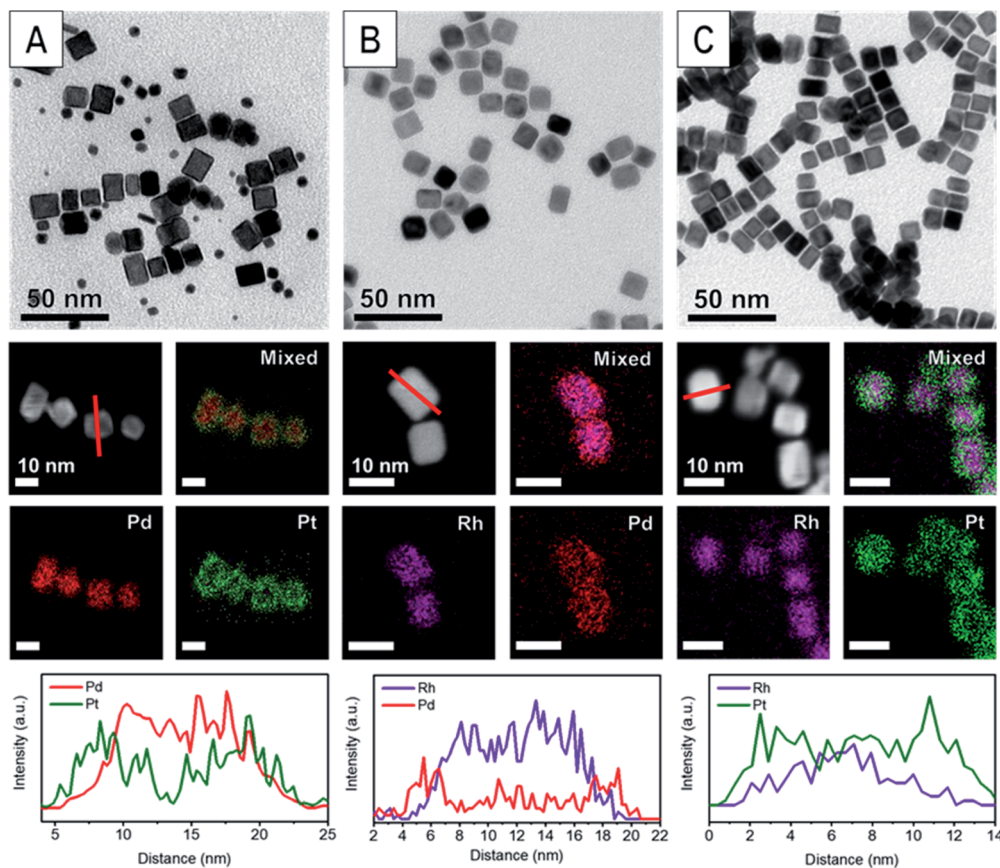 A B C
50 nm 50 nm 50 nm
Mixed Mixed Mixed
10 nm 10 nm 10 nm
Pd Pt Rh Pd Rh Pt
Pd Rh Rh
Pt Pd Pt
Intensity (a.u.) Intensity (a.u.) Intensity (a.u.)
5 10 15 20 25 2 4 6 8 10 12 14 16 18 20 22 0 2 4 6 8 10 12 14
Distance (nm) Distance (nm) Distance (nm)